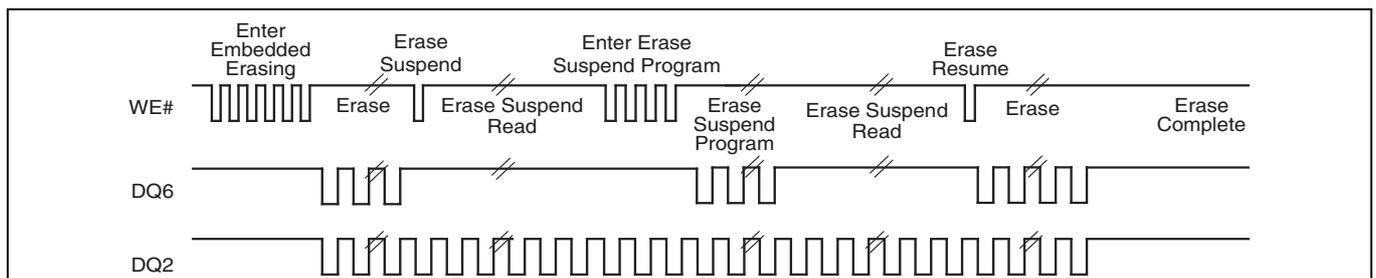 Enter
Embedded
Erasing
Erase
Suspend
Enter Erase
Suspend Program
Erase
Resume
WE#
Erase
Erase Suspend
Read
Erase
Suspend
Program
Erase Suspend
Read
Erase
Erase
Complete
DQ6
DQ2